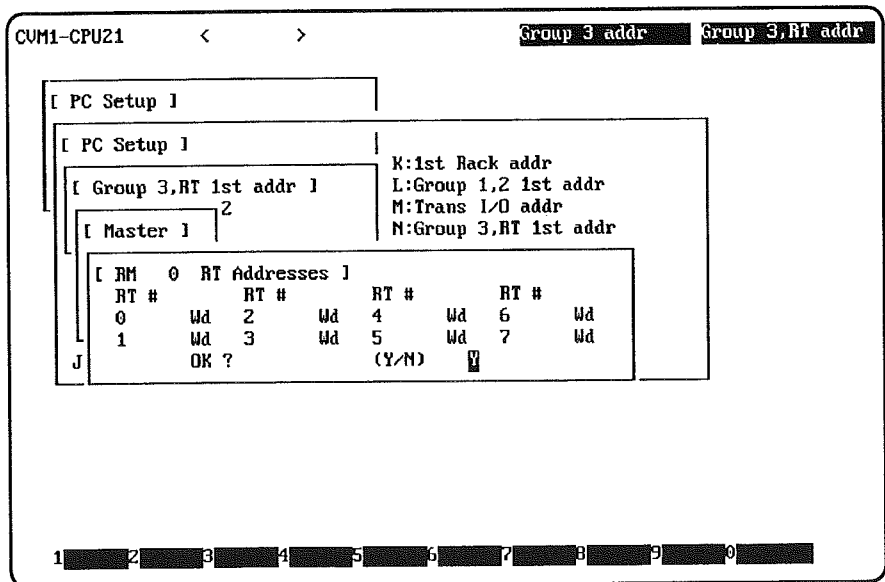 CVM1-CPU21 < > Group 3 addr Group 3,RT addr
[ PC Setup ]
[ PC Setup ]
K:1st Rack addr
[ Group 3,RT 1st addr ] L:Group 1,2 1st addr
2 M:Trans I/O addr
[ Master ] N:Group 3,RT 1st addr
[ RM 0 RT Addresses ]
RT # RT # RT # RT #
0 Wd 2 Wd 4 Wd 6 Wd
1 Wd 3 Wd 5 Wd 7 Wd
J OK ? (Y/N) Y
1 2 3 4 5 6 7 8 9 0